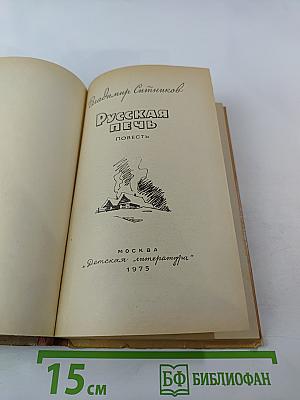 Владимир Ситников
РУССКАЯ
ПЕЧЬ
ПОВЕСТЬ
МОСКВА
„Детская литература"
1975
15 см
БФ БИБЛИОФАН